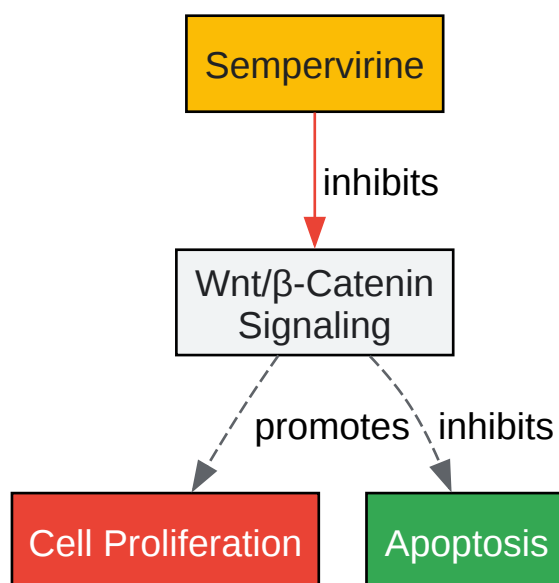 Sempervirine
inhibits
Wnt/β-Catenin
Signaling
promotes
inhibits
Cell Proliferation
Apoptosis